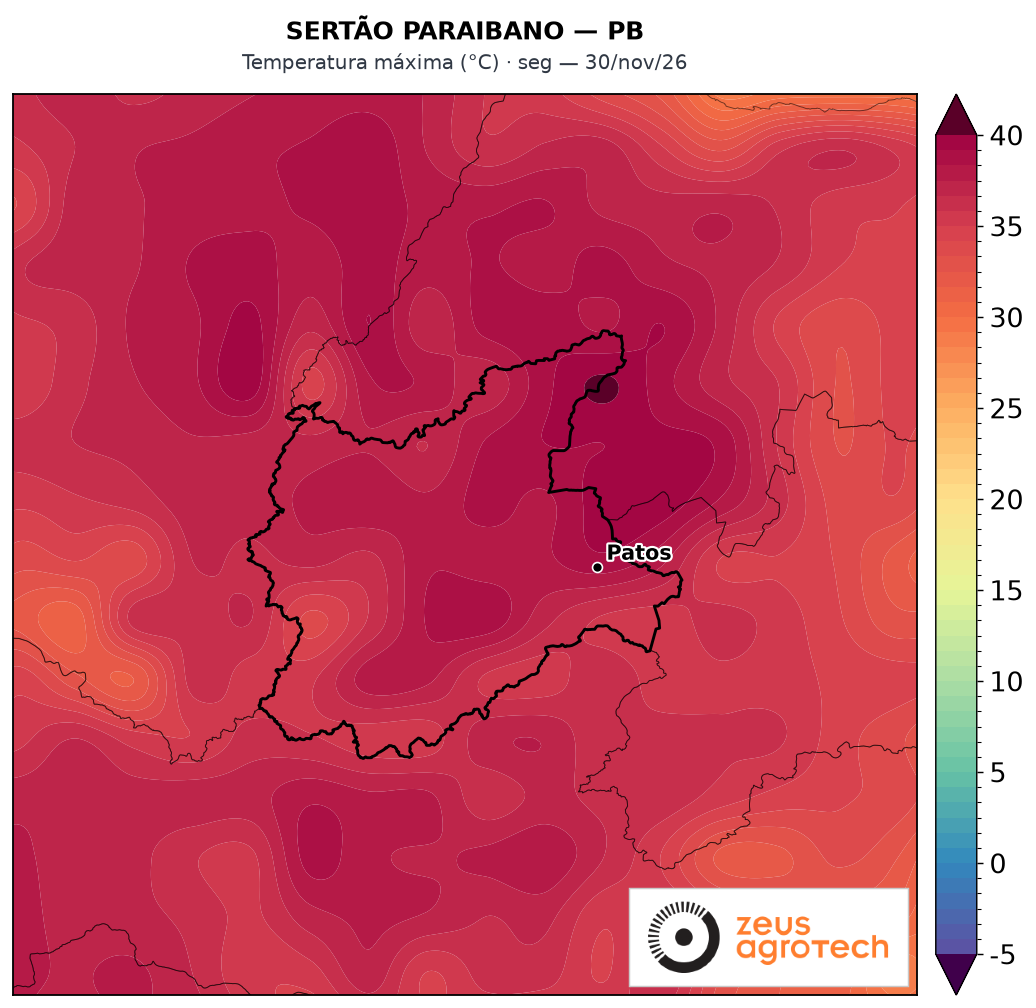 SERTÃO PARAIBANO — PB
Temperatura máxima (°C) · seg — 30/nov/26
40
35
30
25
20
15
10
5
0
-5
Patos
zeus
agrotech